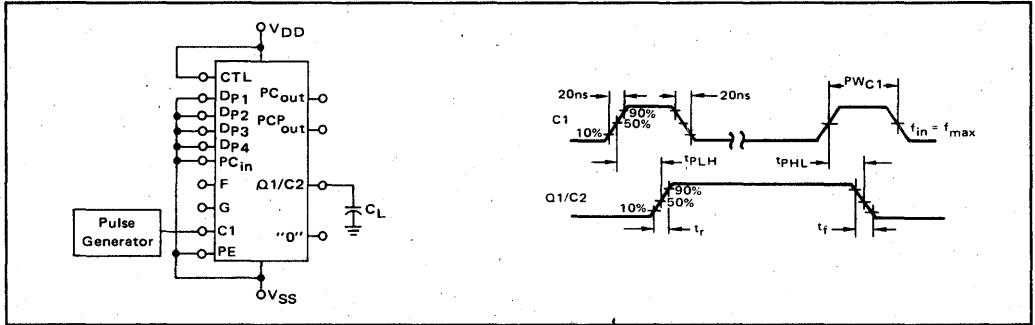 VDD
CTL
DP1
DP2
DP3
DP4
PCin
F
G
C1
PE
PCout
PCPout
Q1/C2
"0"
CL
Pulse
Generator
VSS
20ns
20ns
PWC1
C1
90%
50%
10%
fin = fmax
tPLH
tPHL
Q1/C2
90%
50%
10%
tr
tf